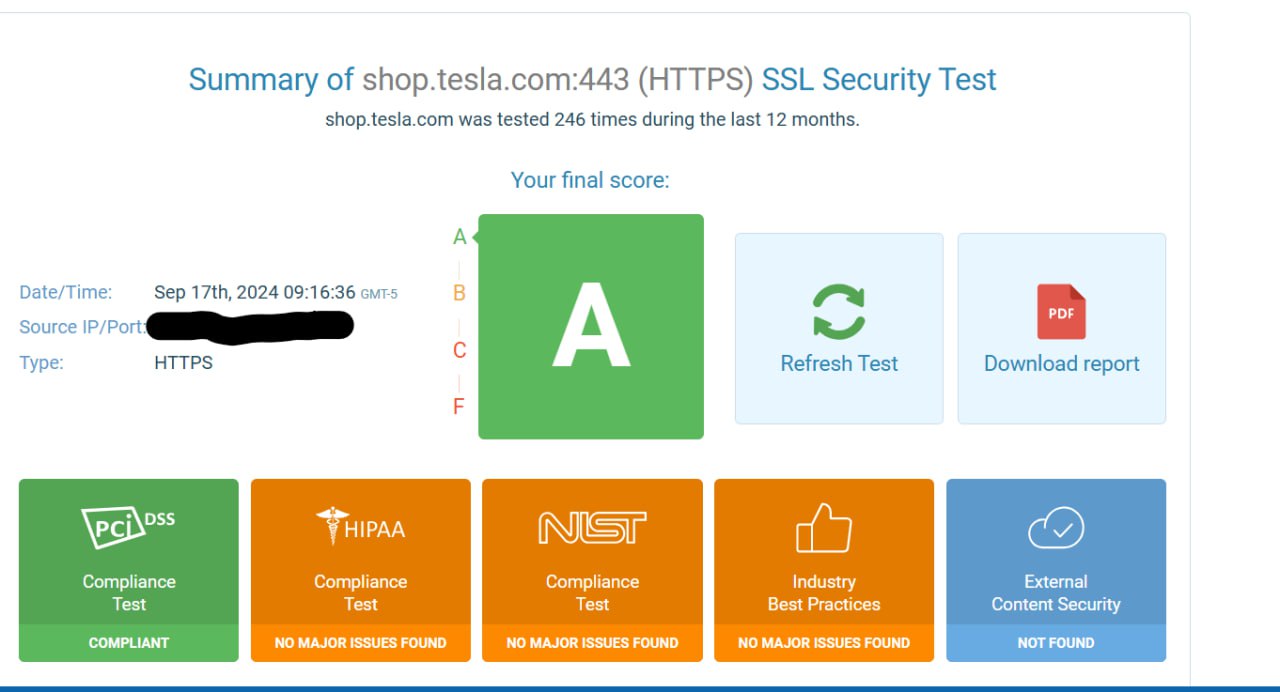 Summary of shop.tesla.com:443 (HTTPS) SSL Security Test
shop.tesla.com was tested 246 times during the last 12 months.
Your final score:
A
B
C
F
A
Date/Time: Sep 17th, 2024 09:16:36 GMT-5
Source IP/Port:
Type: HTTPS
Refresh Test
PDF
Download report
PCi DSS
Compliance
Test
COMPLIANT
HIPAA
Compliance
Test
NO MAJOR ISSUES FOUND
NIST
Compliance
Test
NO MAJOR ISSUES FOUND
Industry
Best Practices
NO MAJOR ISSUES FOUND
External
Content Security
NOT FOUND